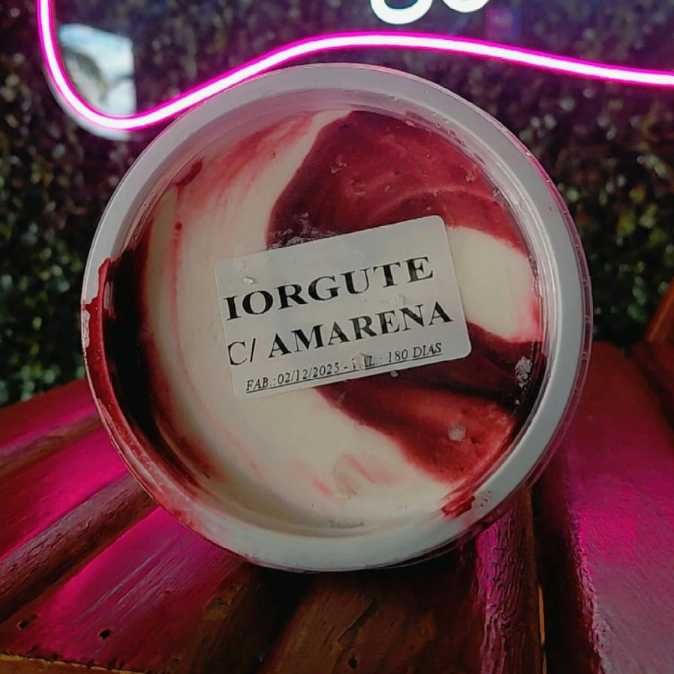 IORGUTE
C/ AMARENA
FAB.:02/12/2025 - : 180 DIAS